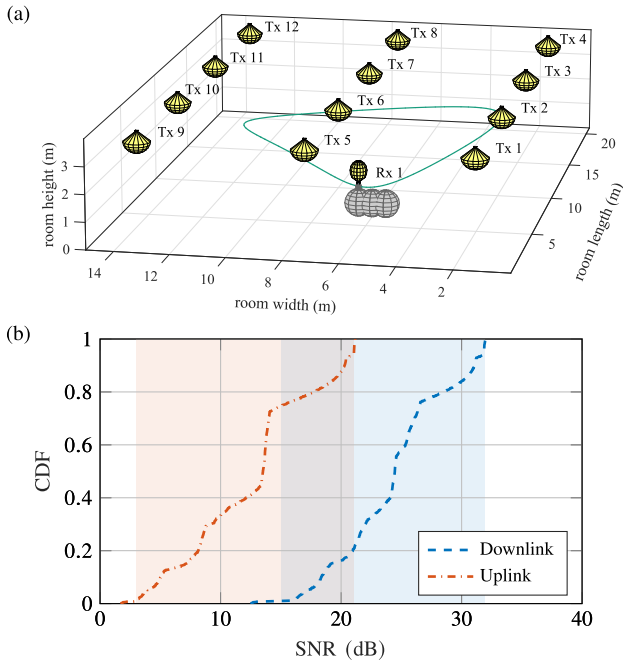 (a)
Tx 12
Tx 8
Tx 4
Tx 11
Tx 7
Tx 3
Tx 10
Tx 6
Tx 2
Tx 9
Tx 5
Tx 1
Rx 1
room height (m)
3
2
1
0
14
12
10
8
6
4
2
room width (m)
5
10
15
20
room length (m)
(b)
CDF
1
0.8
0.6
0.4
0.2
0
0
10
20
30
40
SNR (dB)
Downlink
Uplink